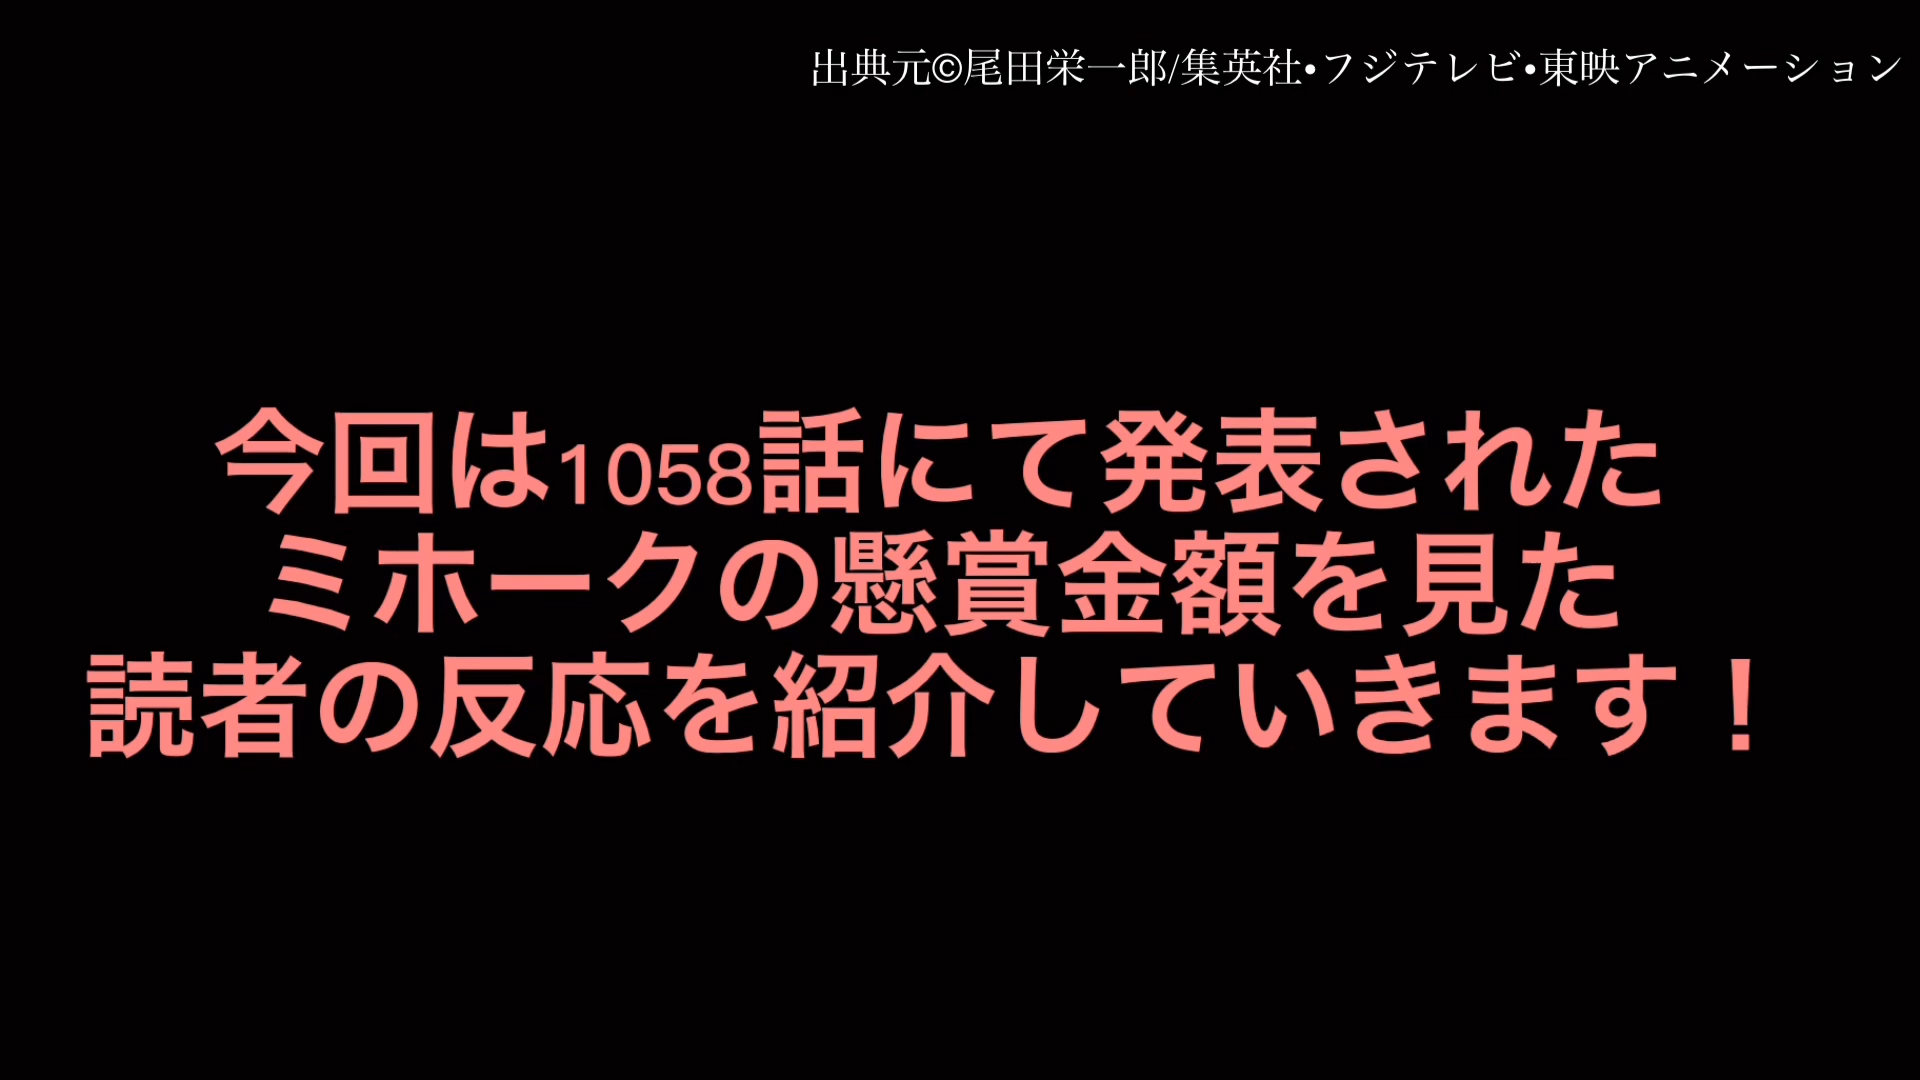 出典元©尾田栄一郎/集英社•フジテレビ•東映アニメーション
今回は1058話にて発表された
ミホークの懸賞金額を見た
読者の反応を紹介していきます！